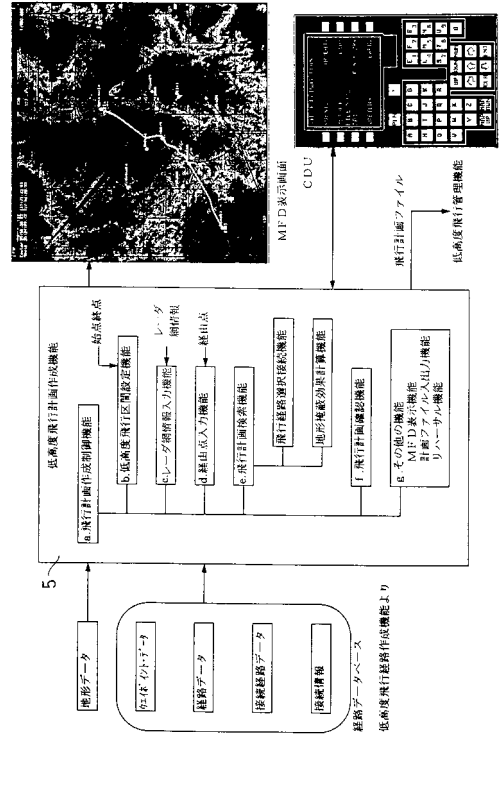 地形データ
ウエイポイント・データ
経路データ
接続経路データ
接続情報
経路データベース
低高度飛行経路作成機能より
5
低高度飛行計画作成機能
a.飛行計画作成制御機能
b.低高度飛行区間設定機能
始点終点
c.レーダ網情報入力機能
レーダ
網情報
d.経由点入力機能
経由点
e.飛行計画検索機能
飛行経路選択接続機能
地形掩蔽効果計算機能
f.飛行計画確認機能
g.その他の機能
MFD表示機能
計画ファイル入出力機能
リハーサル機能
MFD表示画面
CDU
飛行計画ファイル
低高度飛行管理機能